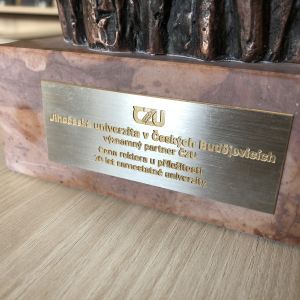 ČZU
Jihočeská univerzita v Českých Budějovicích
významný partner ČZU
Cena rektora u příležitosti
20 let samostatné univerzity